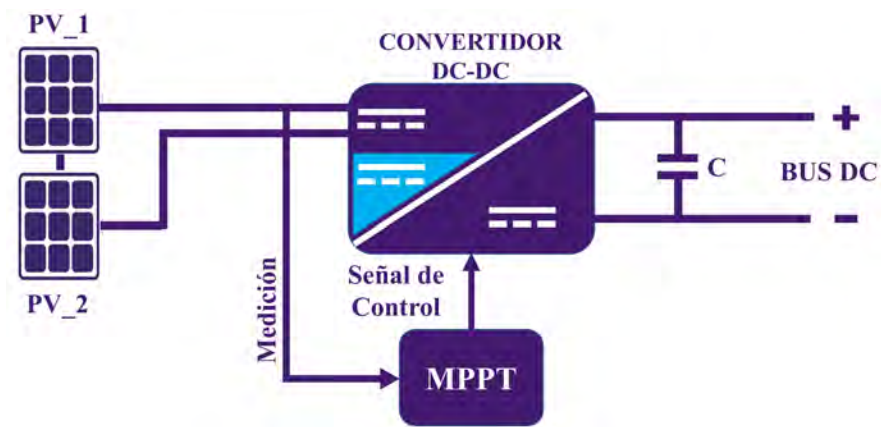 PV_1
CONVERTIDOR
DC-DC
+
C
BUS DC
-
PV_2
Medición
Señal de
Control
MPPT